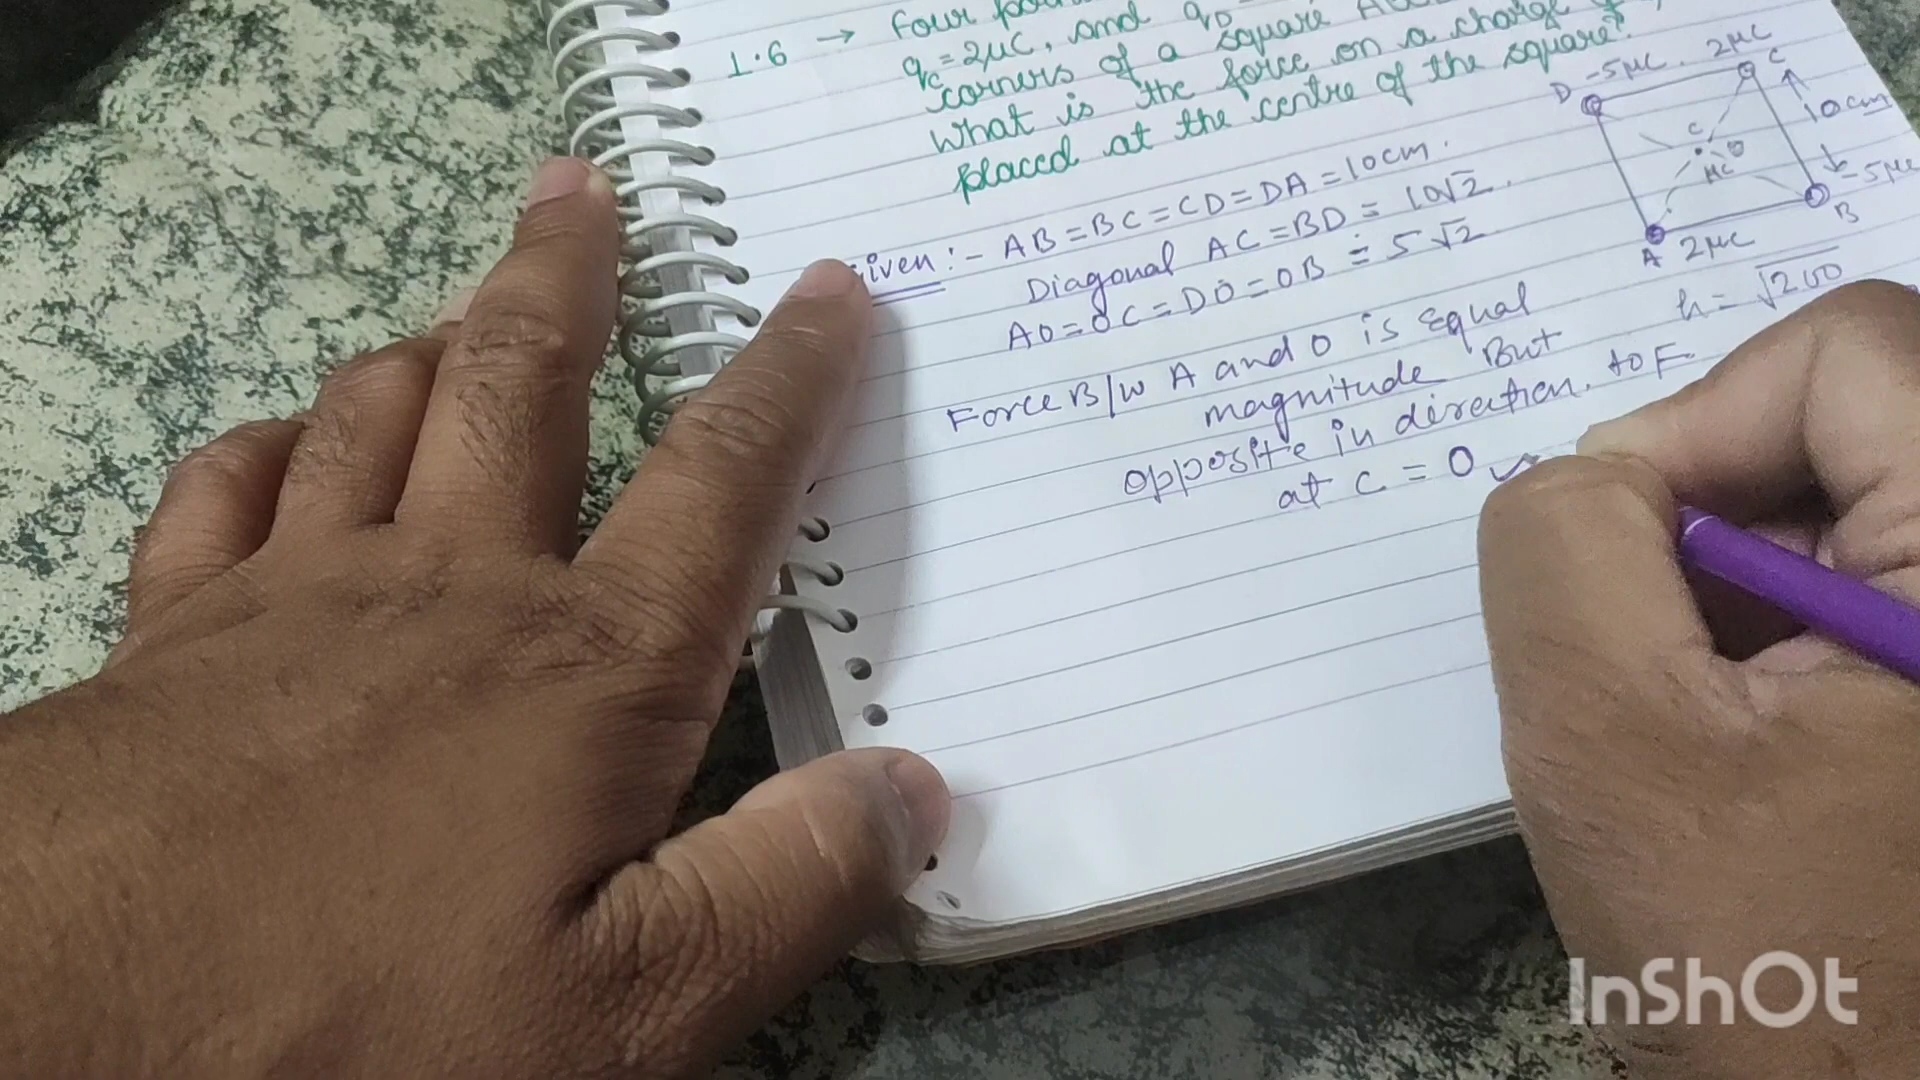 1.6 → Four
qc = 2μC, and qD
corners of a square
What is the force on a charge
placed at the centre of the square?
D -5μC . 2μC C
10cm
C
O
μC
-5μC
B
A 2μC
iven :- AB = BC = CD = DA = 10cm.
Diagonal AC = BD = 10√2.
AO = OC = DO = OB = 5√2
h = √200
Force B/w A and O is Equal
magnitude But
opposite in direction. to F
at C = 0
InShOt